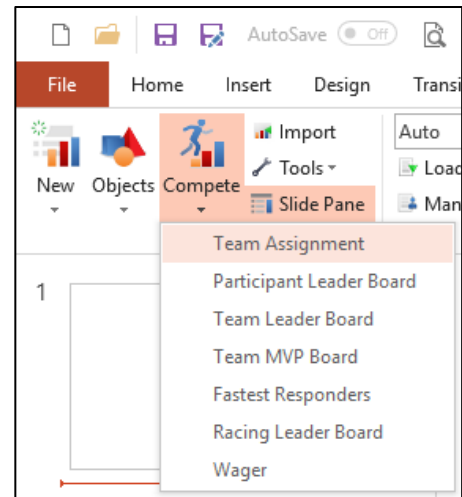 AutoSave Off
File Home Insert Design Transi
Import Auto
Tools Load
New Objects Compete Slide Pane Man
Team Assignment
1 Participant Leader Board
Team Leader Board
Team MVP Board
Fastest Responders
Racing Leader Board
Wager